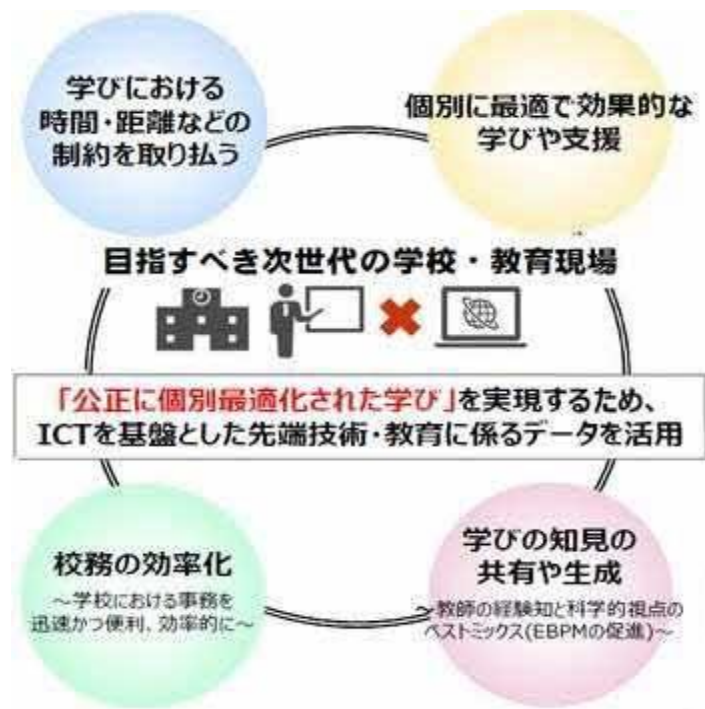 学びにおける
時間・距離などの
制約を取り払う
個別に最適で効果的な
学びや支援
目指すべき次世代の学校・教育現場
「公正に個別最適化された学び」を実現するため、
ICTを基盤とした先端技術・教育に係るデータを活用
校務の効率化
～学校における事務を
迅速かつ便利、効率的に～
学びの知見の
共有や生成
～教師の経験知と科学的視点の
ベストミックス(EBPMの促進)～